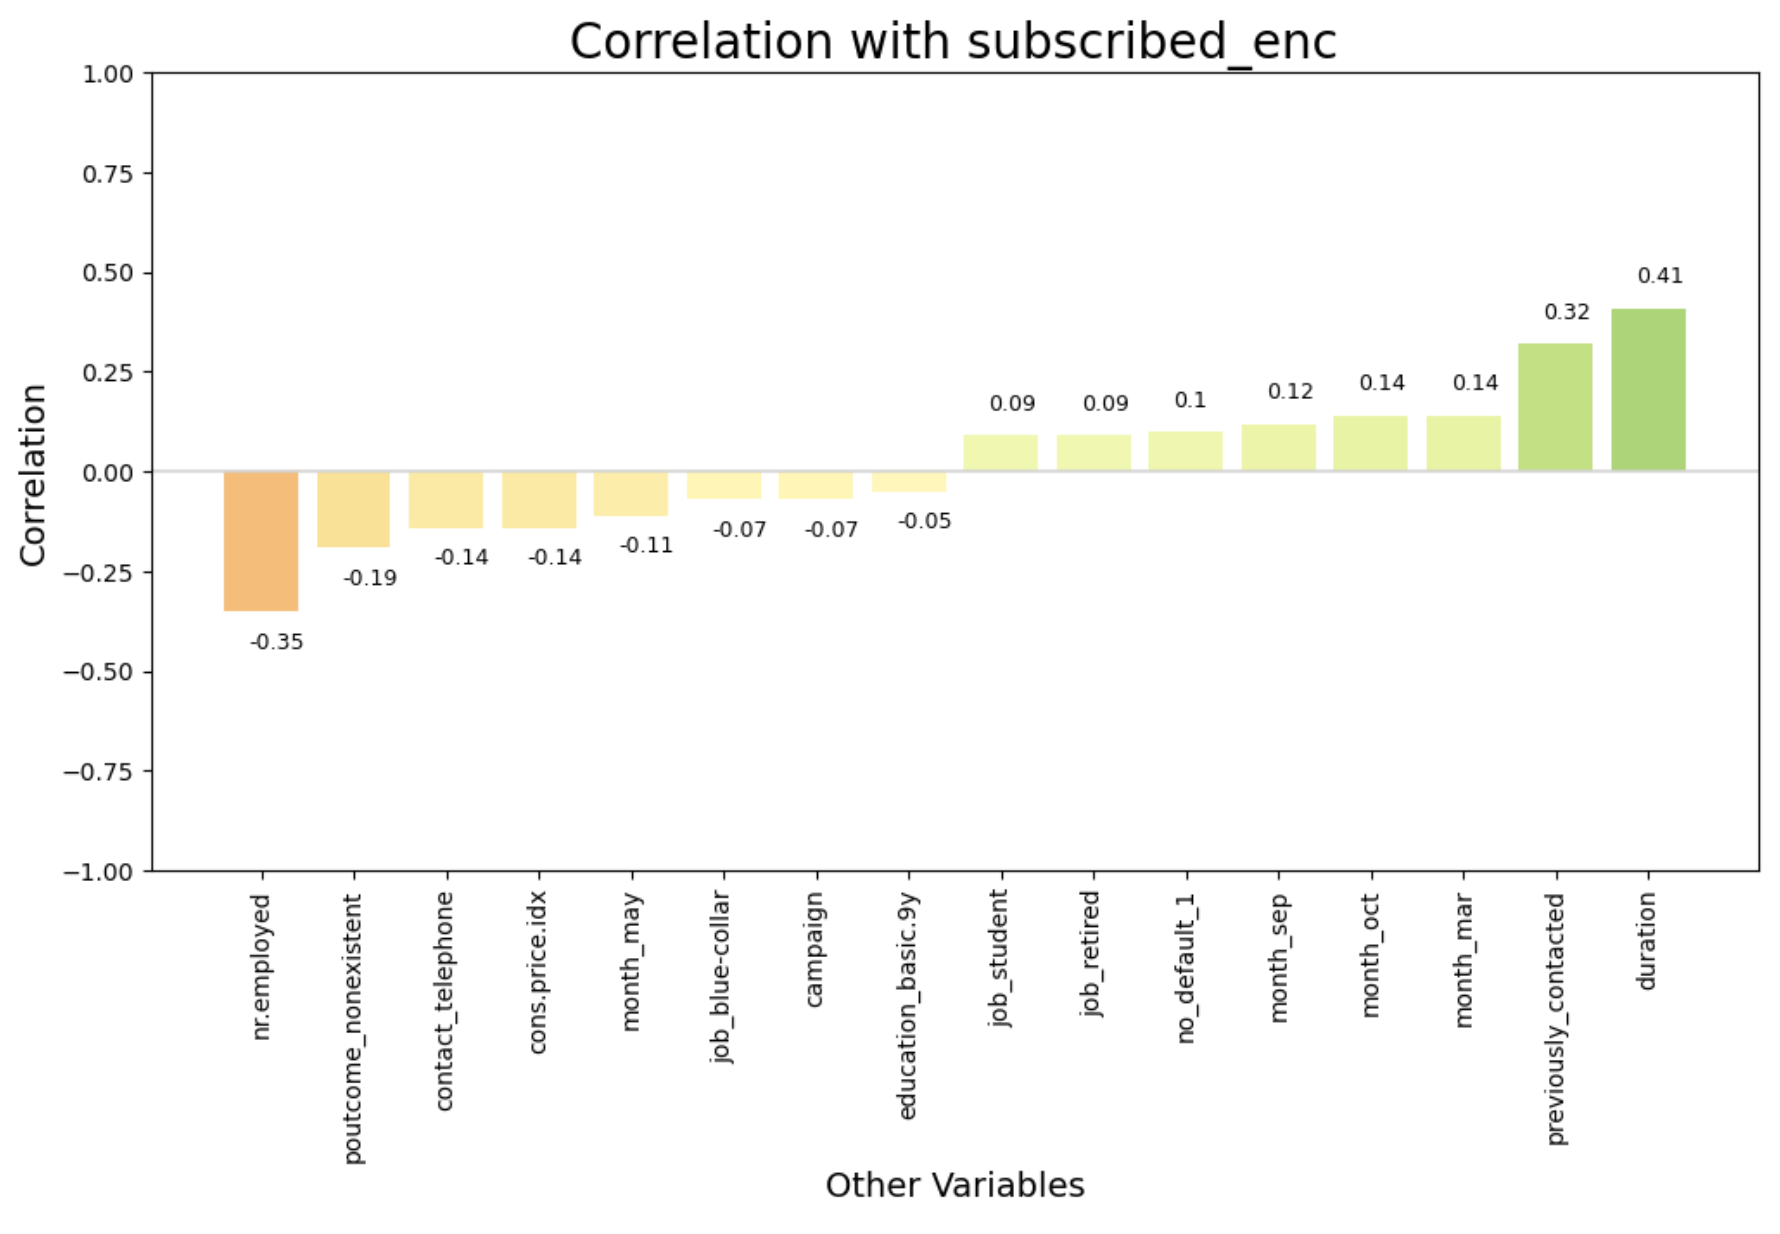 Correlation with subscribed_enc
Correlation
1.00
0.75
0.50
0.25
0.00
−0.25
−0.50
−0.75
−1.00
-0.35
-0.19
-0.14
-0.14
-0.11
-0.07
-0.07
-0.05
0.09
0.09
0.1
0.12
0.14
0.14
0.32
0.41
nr.employed
poutcome_nonexistent
contact_telephone
cons.price.idx
month_may
job_blue-collar
campaign
education_basic.9y
job_student
job_retired
no_default_1
month_sep
month_oct
month_mar
previously_contacted
duration
Other Variables